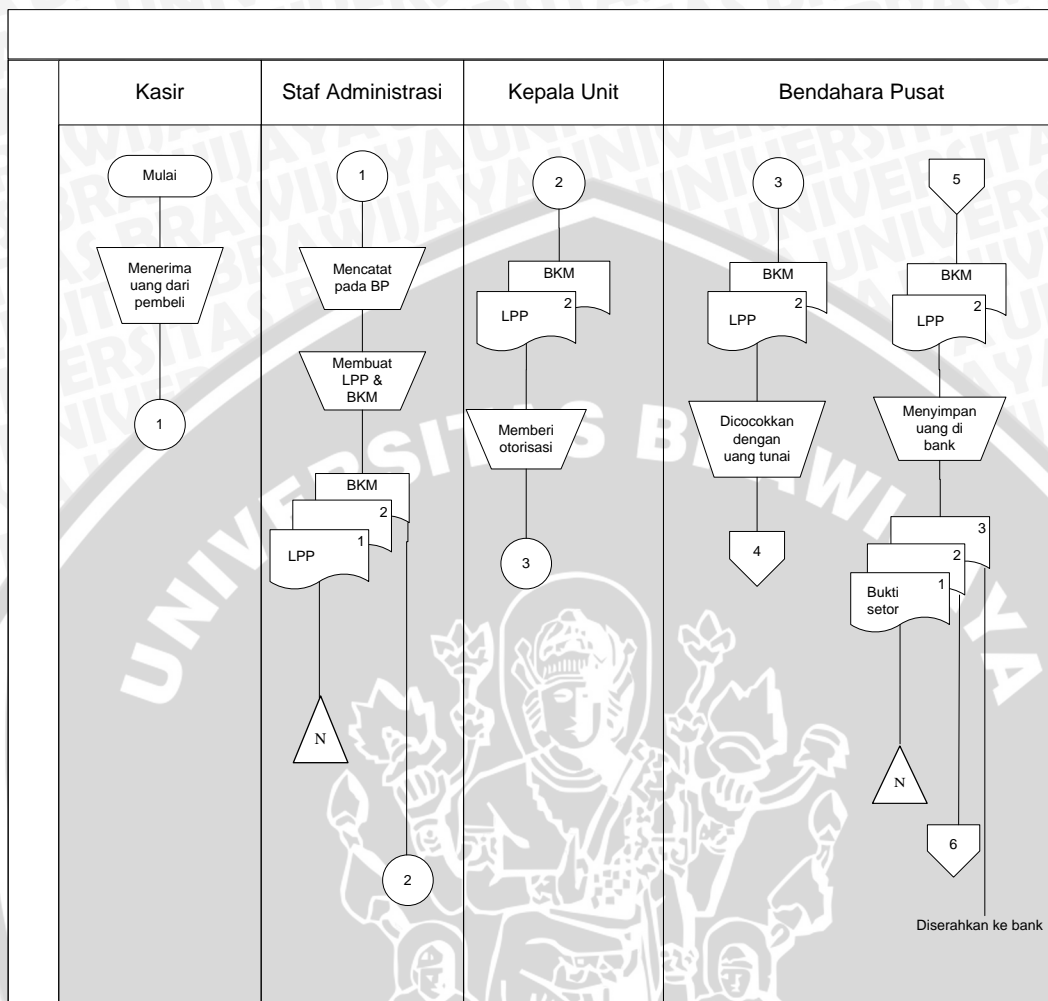 Kasir
Staf Administrasi
Kepala Unit
Bendahara Pusat
Mulai
Menerima
uang dari
pembeli
1
1
Mencatat
pada BP
Membuat
LPP &
BKM
BKM
2
1
LPP
N
2
2
BKM
2
LPP
Memberi
otorisasi
3
3
BKM
2
LPP
Dicocokkan
dengan
uang tunai
4
5
BKM
2
LPP
Menyimpan
uang di
bank
3
2
1
Bukti
setor
N
6
Diserahkan ke bank
UNIVERSITAS BRAWIJAYA